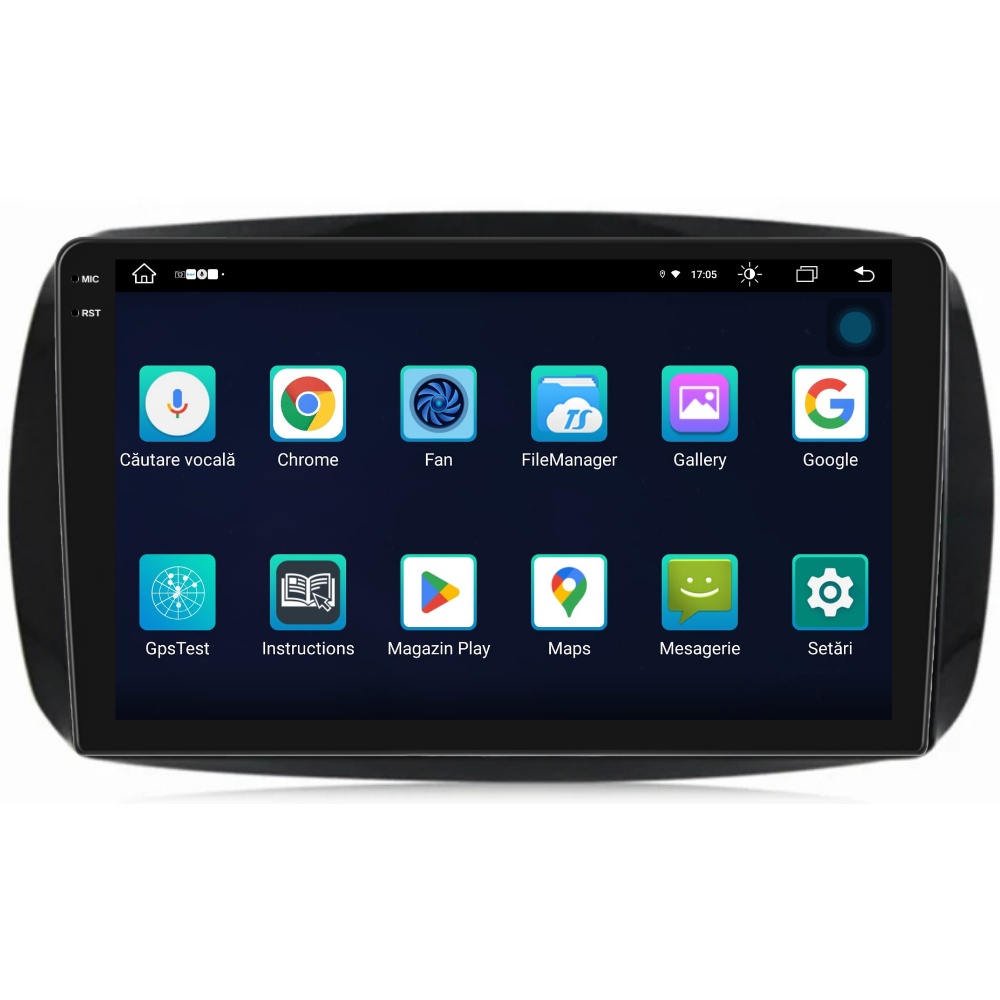 MIC
RST
17:05
Căutare vocală
Chrome
Fan
FileManager
Gallery
Google
TS
GpsTest
Instructions
Magazin Play
Maps
Mesagerie
Setări